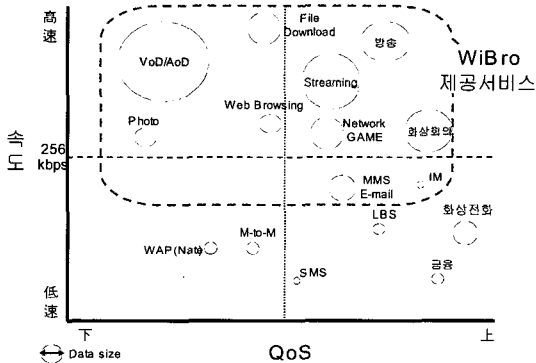 高
速
File
Download
방송
WiBro
제공서비스
VoD/AoD
Streaming
Web Browsing
Photo
Network
GAME
화상회의
속도
256
kbps
MMS
E-mail
IM
LBS
화상전화
M-to-M
WAP(Nate)
SMS
금융
低
速
下
上
Data size
QoS